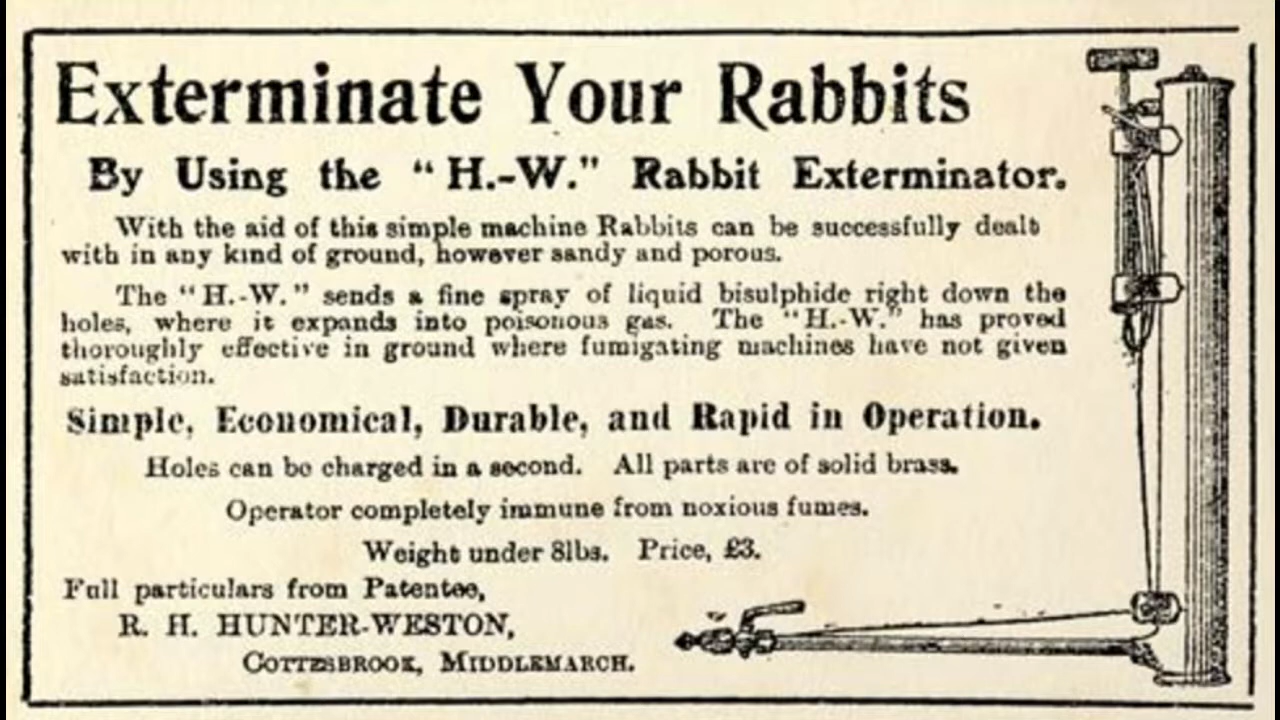 Exterminate Your Rabbits
By Using the "H.-W." Rabbit Exterminator.
With the aid of this simple machine Rabbits can be successfully dealt
with in any kind of ground, however sandy and porous.
The "H.-W." sends a fine spray of liquid bisulphide right down the
holes, where it expands into poisonous gas. The "H.-W." has proved
thoroughly effective in ground where fumigating machines have not given
satisfaction.
Simple, Economical, Durable, and Rapid in Operation.
Holes can be charged in a second. All parts are of solid brass.
Operator completely immune from noxious fumes.
Weight under 8lbs. Price, £3.
Full particulars from Patentee,
R. H. HUNTER-WESTON,
COTTESBROOK, MIDDLEMARCH.